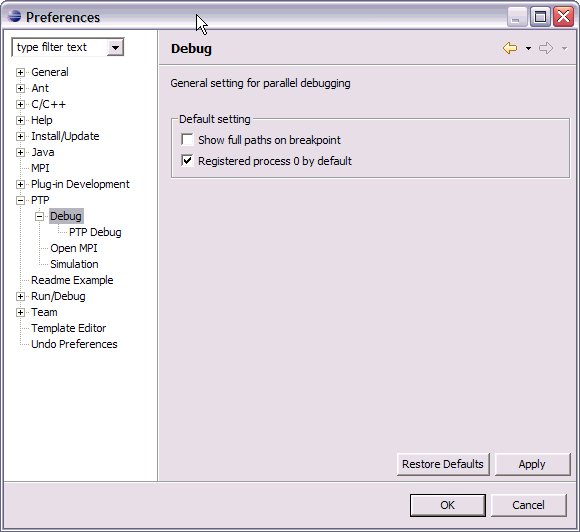 Preferences
type filter text
Debug
General setting for parallel debugging
Default setting
Show full paths on breakpoint
Registered process 0 by default
General
Ant
C/C++
Help
Install/Update
Java
MPI
Plug-in Development
PTP
Debug
PTP Debug
Open MPI
Simulation
Readme Example
Run/Debug
Team
Template Editor
Undo Preferences
Restore Defaults
Apply
OK
Cancel